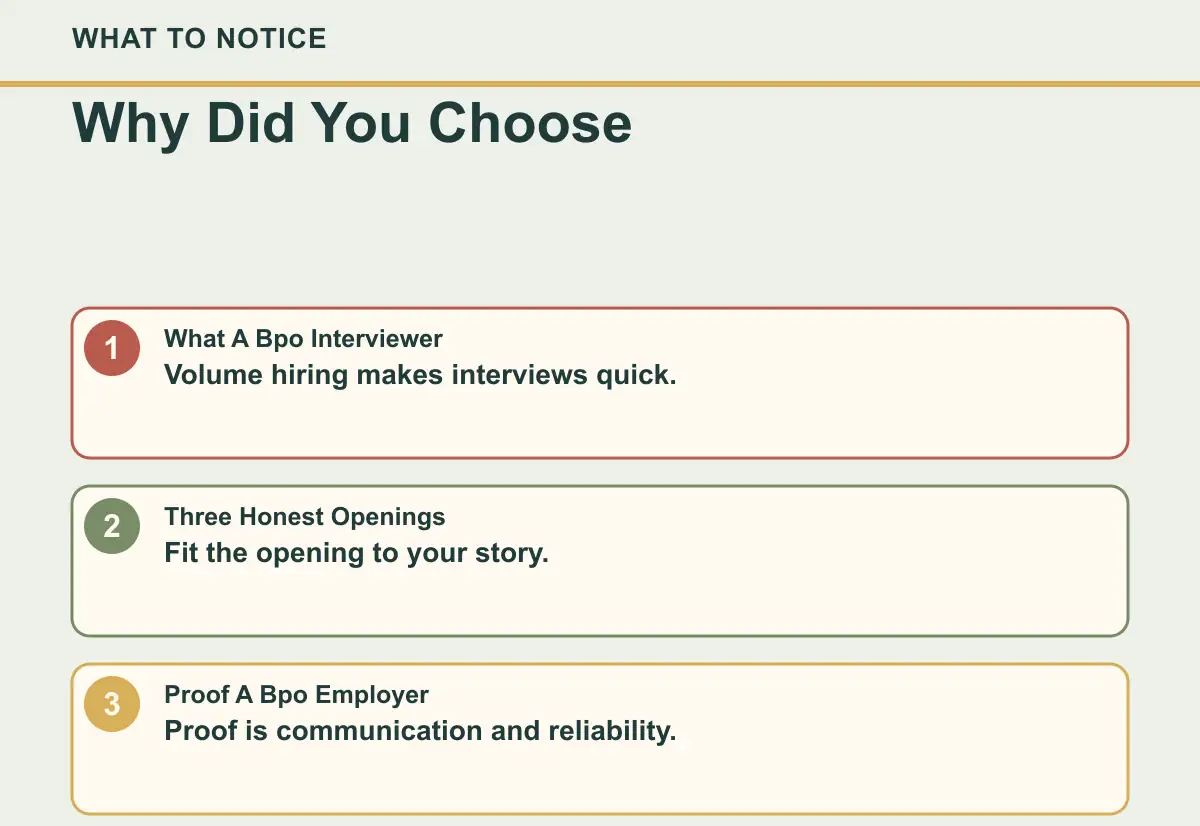 WHAT TO NOTICE
Why Did You Choose
1
What A Bpo Interviewer
Volume hiring makes interviews quick.
2
Three Honest Openings
Fit the opening to your story.
3
Proof A Bpo Employer
Proof is communication and reliability.